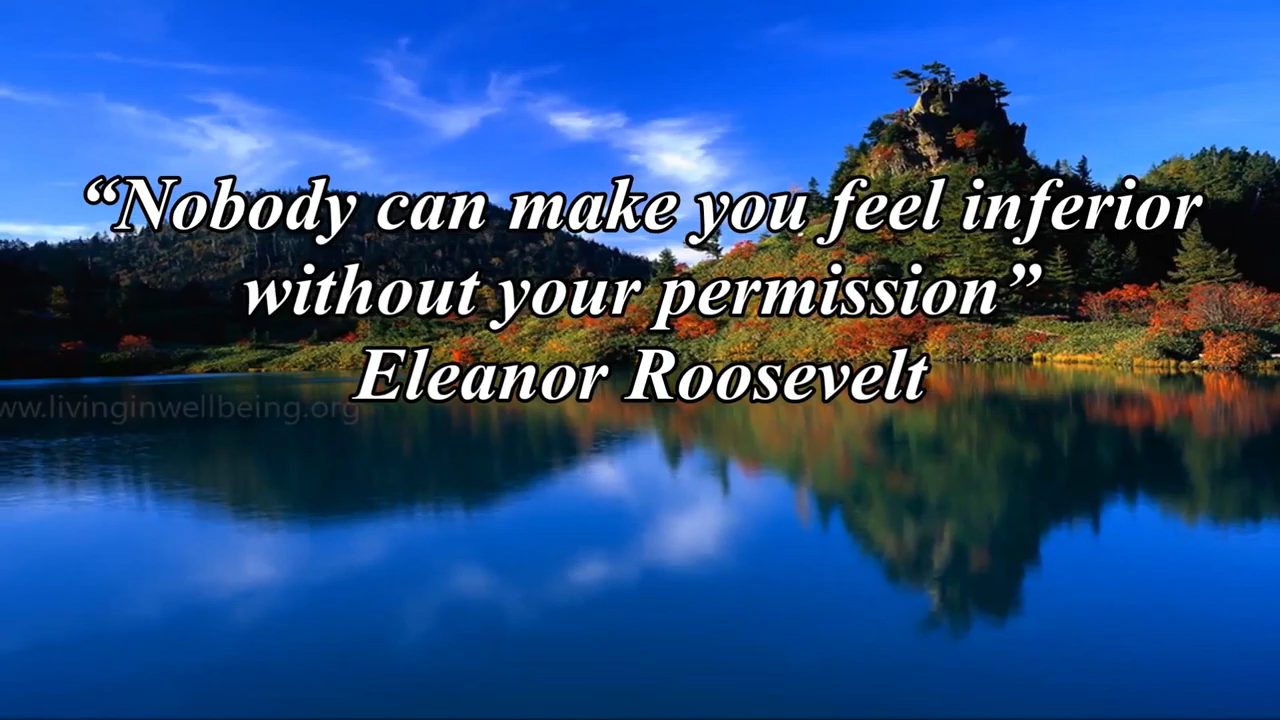 “Nobody can make you feel inferior
without your permission”
Eleanor Roosevelt
www.livinginwellbeing.org